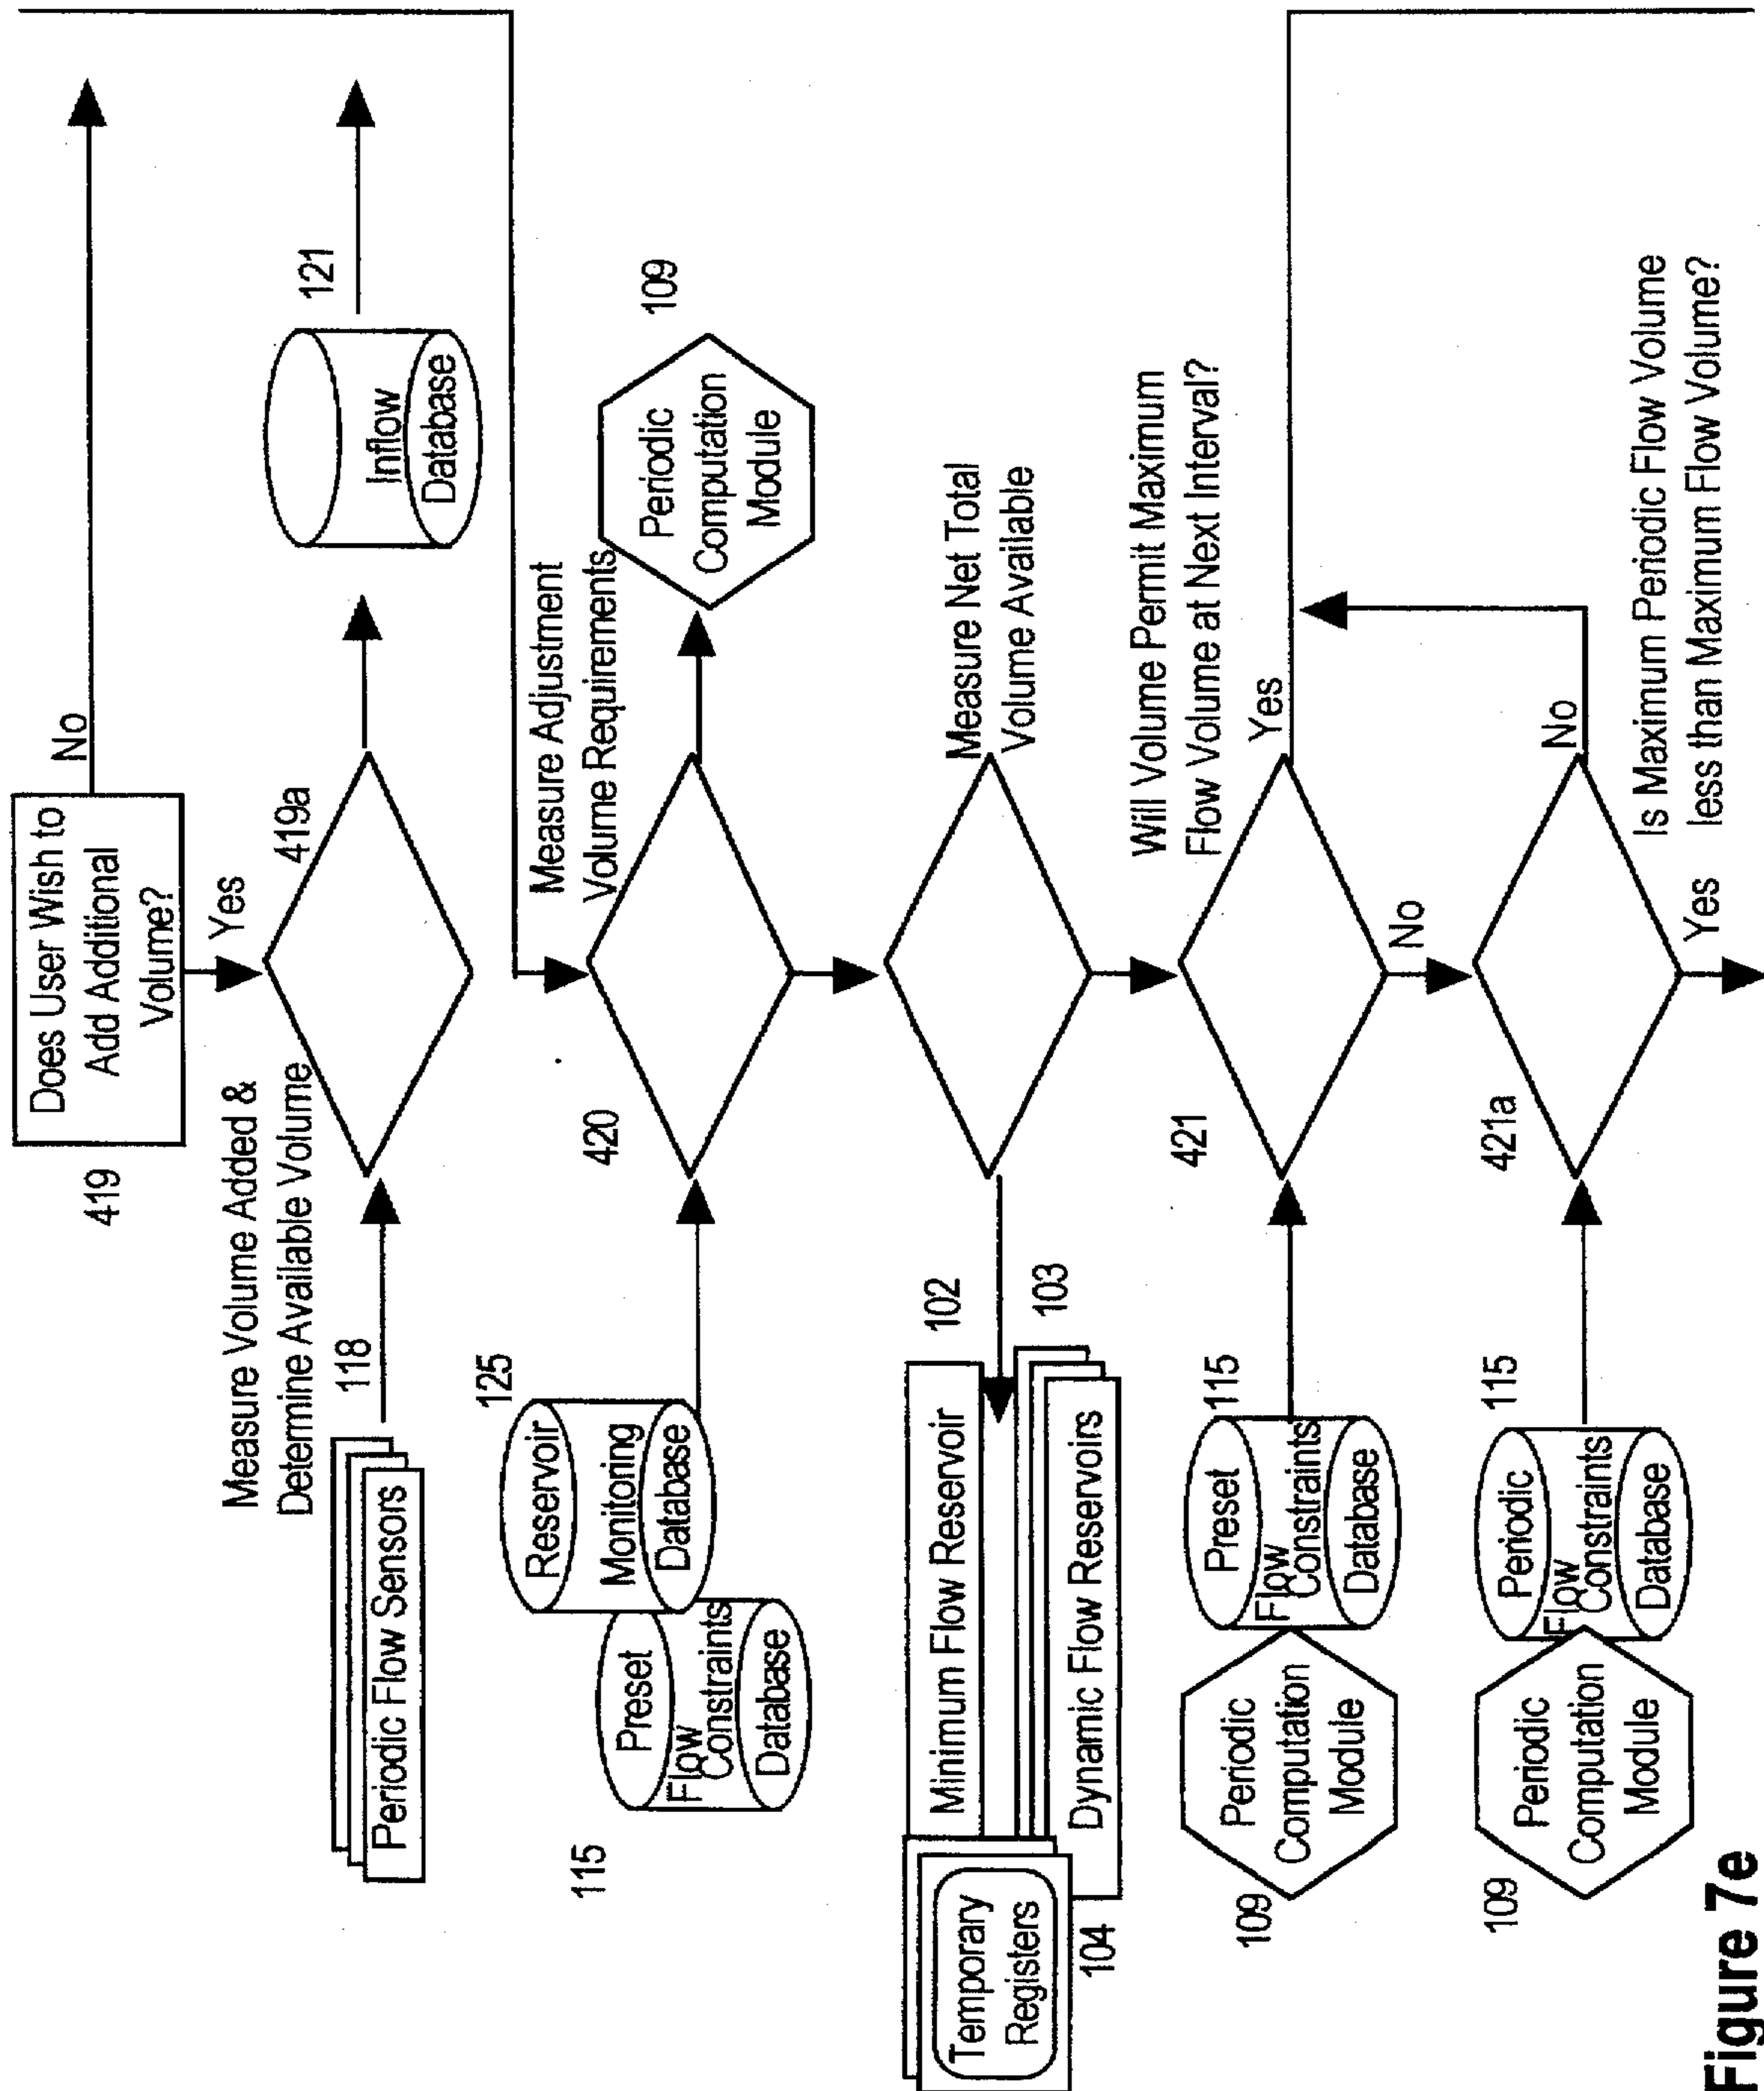 419
Does User Wish to
Add Additional
Volume?
No
Yes
Measure Volume Added &
Determine Available Volume
419a
118
Periodic Flow Sensors
Inflow
Database
121
Measure Adjustment
Volume Requirements
420
125
Reservoir
Monitoring
Database
115
Preset
Flow
Constraints
Database
Periodic
Computation
Module
109
Measure Net Total
Volume Available
102
Minimum Flow Reservoir
103
Dynamic Flow Reservoirs
Temporary
Registers
104
Will Volume Permit Maximum
Flow Volume at Next Interval?
421
Yes
No
115
Preset
Flow
Constraints
Database
109
Periodic
Computation
Module
421a
No
Is Maximum Periodic Flow Volume
less than Maximum Flow Volume?
Yes
115
Periodic
Flow
Constraints
Database
109
Periodic
Computation
Module
Figure 7e